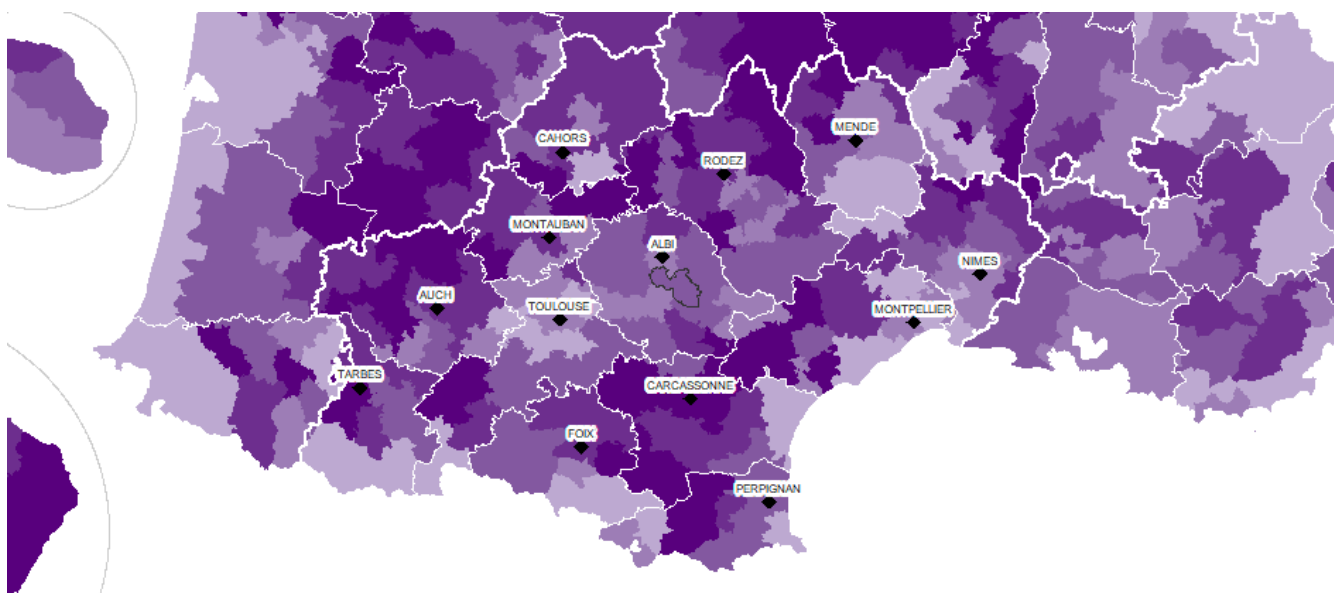 CAHORS
MENDE
RODEZ
MONTAUBAN
ALBI
NIMES
AUCH
TOULOUSE
MONTPELLIER
TARBES
CARCASSONNE
FOIX
PERPIGNAN